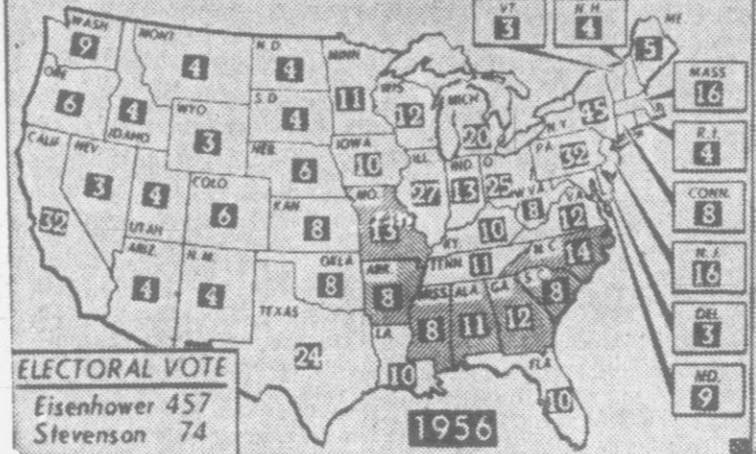 WASH
9
ORE.
6
CALIF.
32
NEV.
3
IDAHO
4
MONT.
4
WYO.
3
UTAH
4
ARIZ.
4
COLO.
6
N.M.
4
N.D.
4
S.D.
4
NEB.
6
KAN.
8
OKLA
8
TEXAS
24
MINN
11
IOWA
10
MO.
13
ARK.
8
LA.
10
WIS
12
ILL.
27
MICH
20
IND.
13
O.
25
KY.
10
TENN.
11
MISS.
8
ALA.
11
GA.
12
FLA.
10
S.C.
8
N.C.
14
VA.
12
W.VA.
8
PA.
32
N.Y.
45
VT.
3
N.H.
4
ME.
5
MASS
16
R.I.
4
CONN.
8
N.J.
16
DEL.
3
MD.
9
ELECTORAL VOTE
Eisenhower 457
Stevenson 74
1956